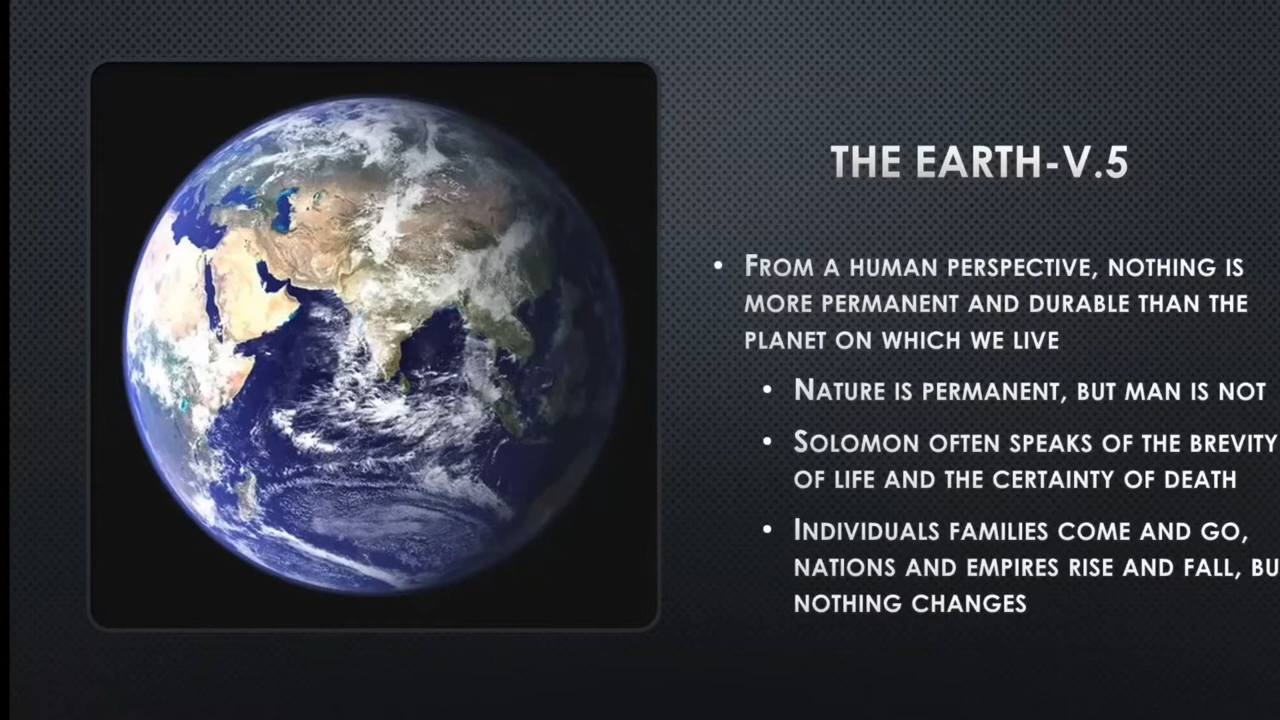 THE EARTH-V.5
• FROM A HUMAN PERSPECTIVE, NOTHING IS
MORE PERMANENT AND DURABLE THAN THE
PLANET ON WHICH WE LIVE
• NATURE IS PERMANENT, BUT MAN IS NOT
• SOLOMON OFTEN SPEAKS OF THE BREVITY
OF LIFE AND THE CERTAINTY OF DEATH
• INDIVIDUALS FAMILIES COME AND GO,
NATIONS AND EMPIRES RISE AND FALL, BU
NOTHING CHANGES